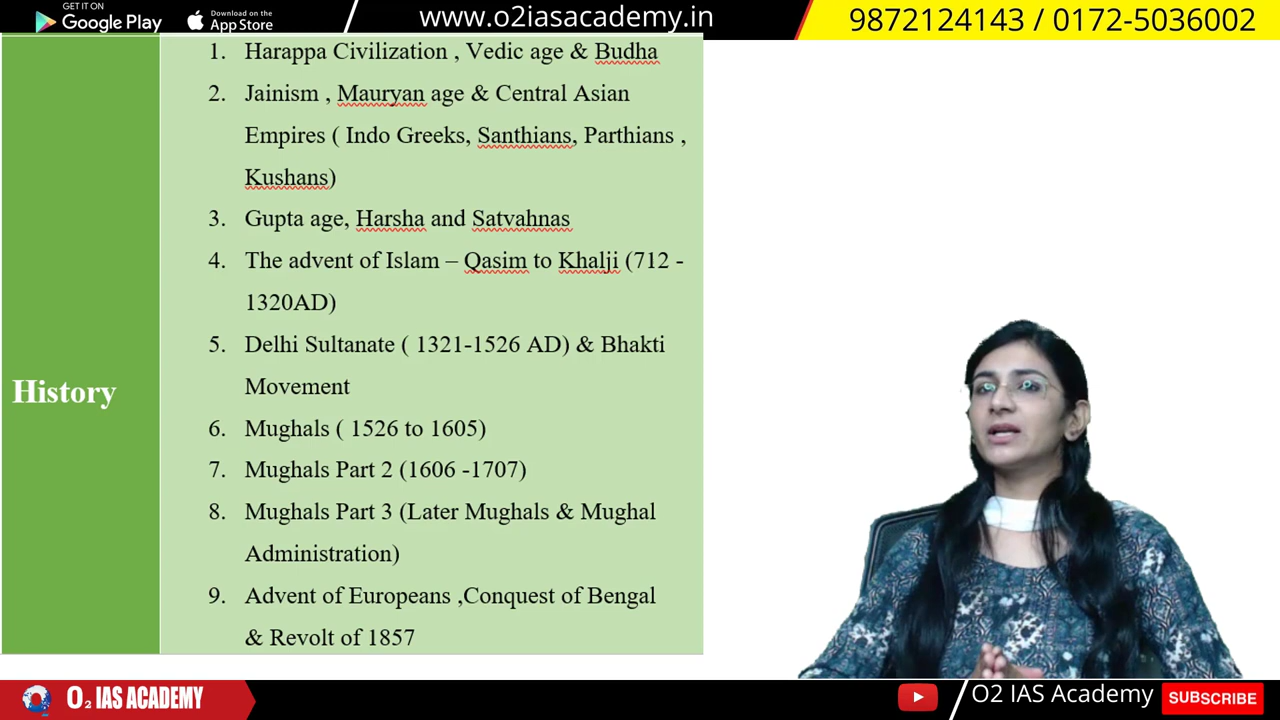 GET IT ON
Google Play
Download on the
App Store
www.o2iasacademy.in
9872124143 / 0172-5036002
History
1. Harappa Civilization , Vedic age & Budha
2. Jainism , Mauryan age & Central Asian
Empires ( Indo Greeks, Santhians, Parthians ,
Kushans)
3. Gupta age, Harsha and Satvahnas
4. The advent of Islam – Qasim to Khalji (712 -
1320AD)
5. Delhi Sultanate ( 1321-1526 AD) & Bhakti
Movement
6. Mughals ( 1526 to 1605)
7. Mughals Part 2 (1606 -1707)
8. Mughals Part 3 (Later Mughals & Mughal
Administration)
9. Advent of Europeans ,Conquest of Bengal
& Revolt of 1857
O₂ IAS ACADEMY
O2 IAS Academy
SUBSCRIBE